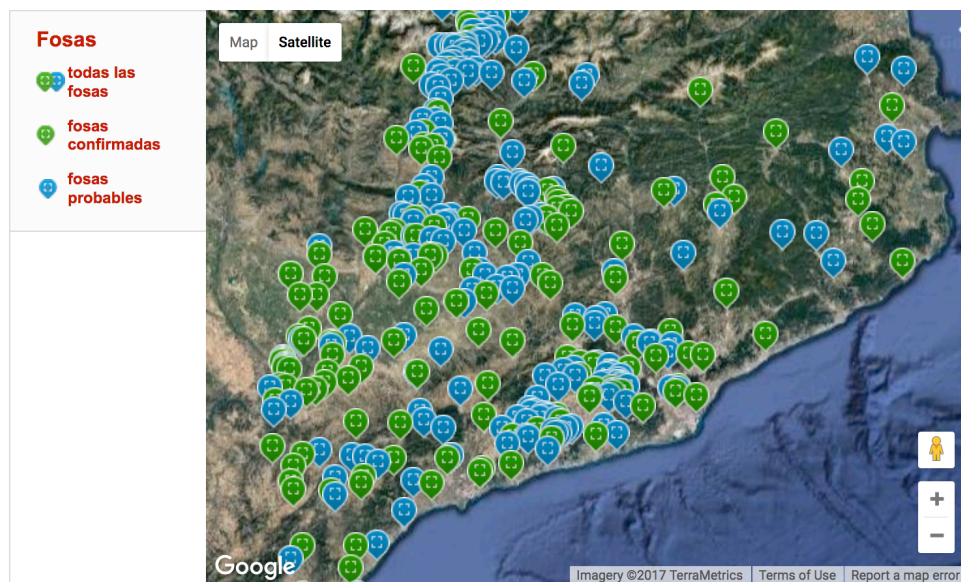 Fosas
todas las
fosas
fosas
confirmadas
fosas
probables
Map
Satellite
Google
Imagery ©2017 TerraMetrics
Terms of Use
Report a map error